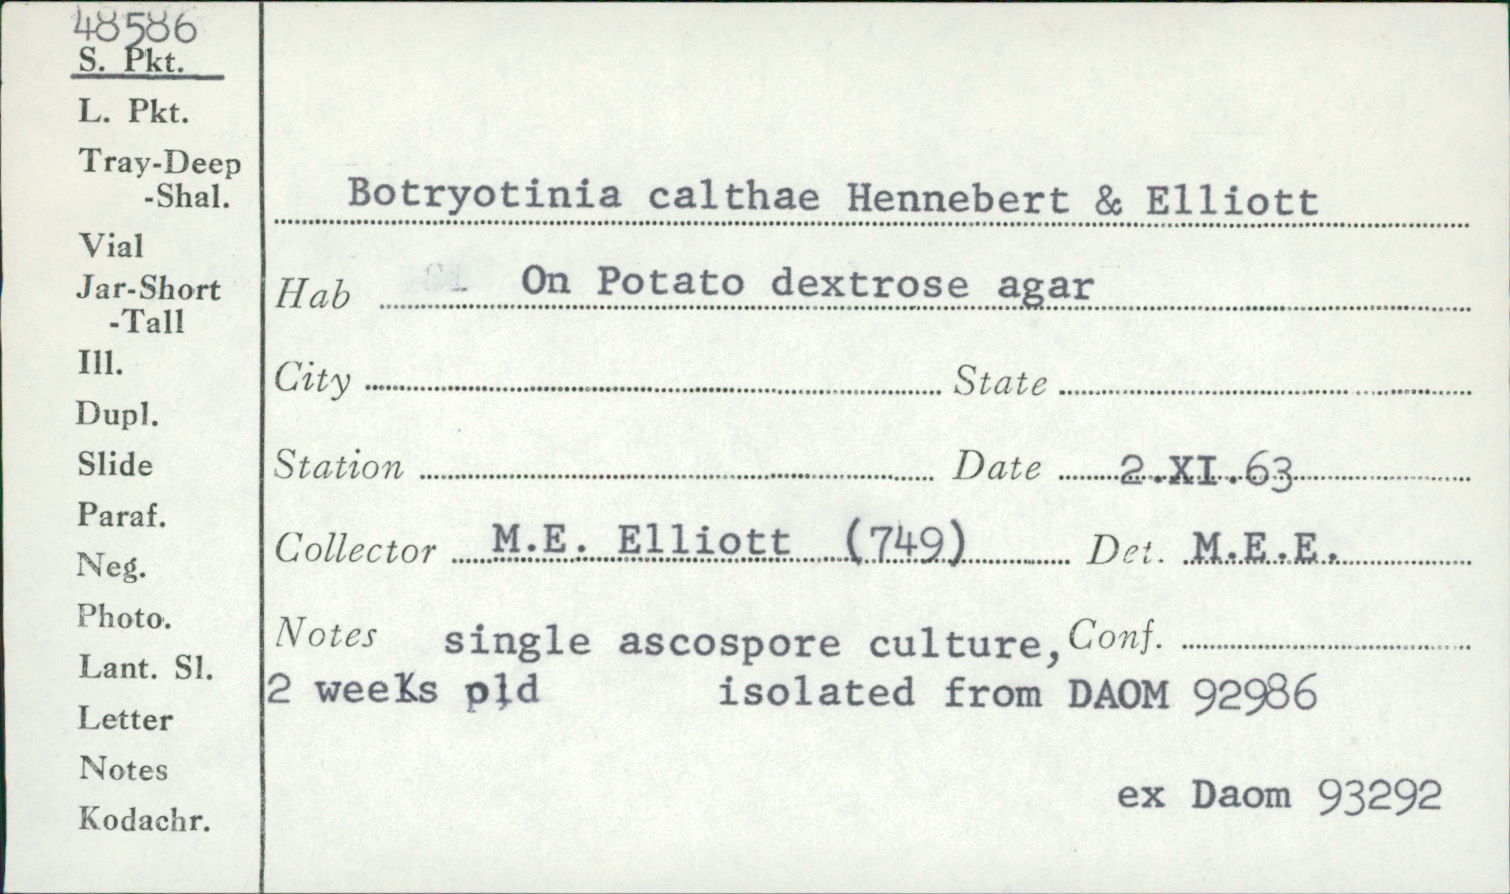 48586
S. Pkt.
L. Pkt.
Tray-Deep
-Shal.
Vial
Jar-Short
-Tall
Ill.
Dupl.
Slide
Paraf.
Neg.
Photo.
Lant. Sl.
Letter
Notes
Kodachr.
Botryotinia calthae Hennebert & Elliott
Hab On Potato dextrose agar
City State
Station Date 2.XI.63
Collector M.E. Elliott (749) Det. M.E.E.
Notes single ascospore culture, Conf.
2 weeks pld isolated from DAOM 92986
ex Daom 93292